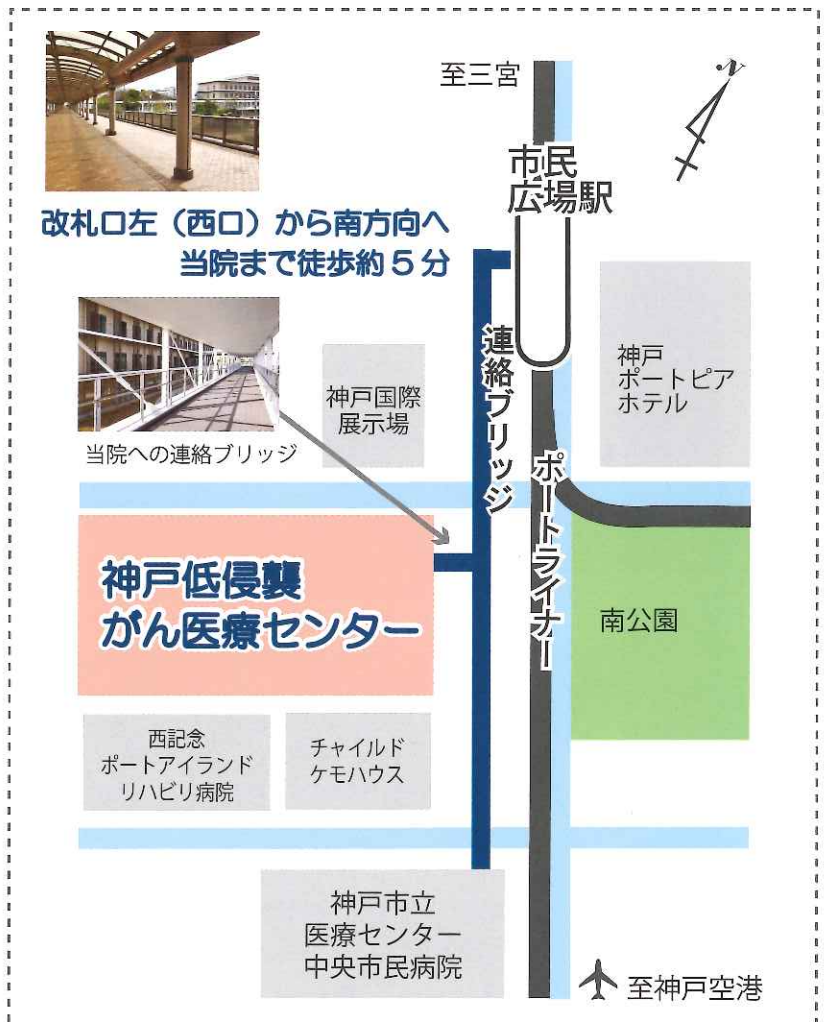 至三宮
N
市民
広場駅
改札口左（西口）から南方向へ
当院まで徒歩約５分
連絡ブリッジ
神戸
ポートピア
ホテル
神戸国際
展示場
当院への連絡ブリッジ
ポートライナー
神戸低侵襲
がん医療センター
南公園
西記念
ポートアイランド
リハビリ病院
チャイルド
ケモハウス
神戸市立
医療センター
中央市民病院
至神戸空港